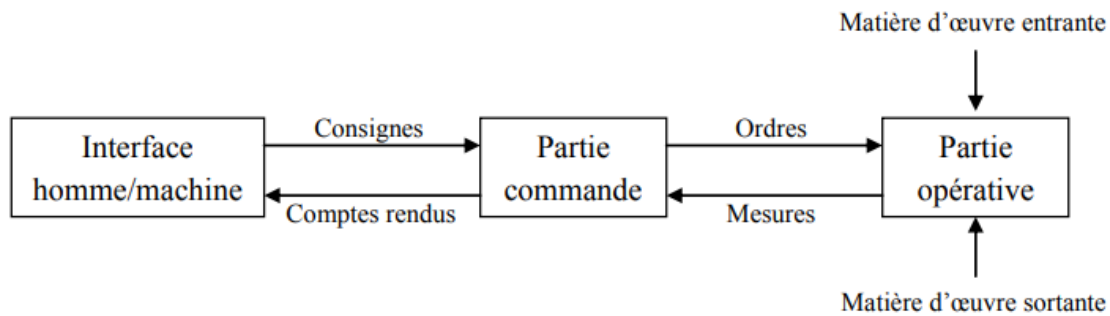 Matière d’œuvre entrante
Interface
homme/machine
Consignes
Comptes rendus
Partie
commande
Ordres
Mesures
Partie
opérative
Matière d’œuvre sortante